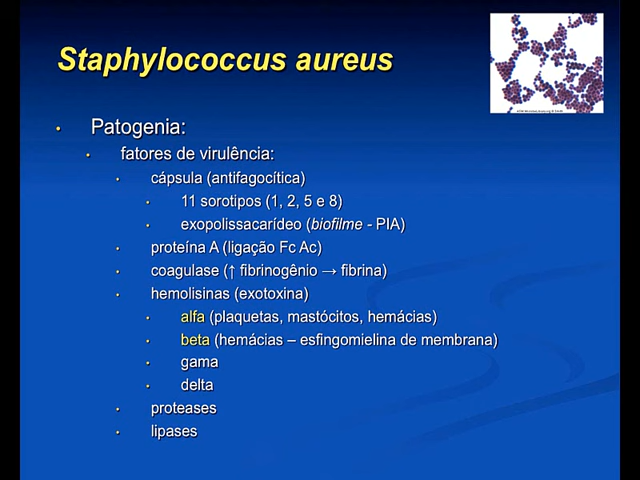 Staphylococcus aureus
• Patogenia:
• fatores de virulência:
• cápsula (antifagocítica)
• 11 sorotipos (1, 2, 5 e 8)
• exopolissacarídeo (biofilme - PIA)
• proteína A (ligação Fc Ac)
• coagulase (↑ fibrinogênio → fibrina)
• hemolisinas (exotoxina)
• alfa (plaquetas, mastócitos, hemácias)
• beta (hemácias – esfingomielina de membrana)
• gama
• delta
• proteases
• lipases